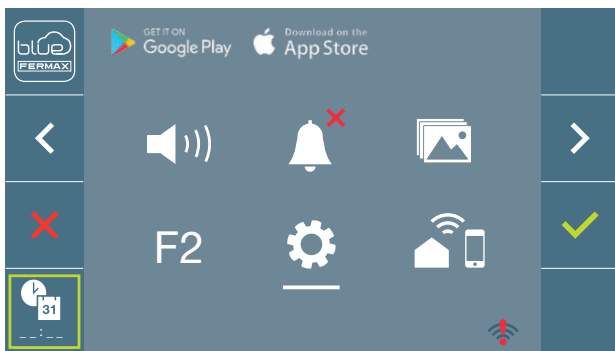 blue
FERMAX
GET IT ON
Google Play
Download on the
App Store
F2
31
--:--